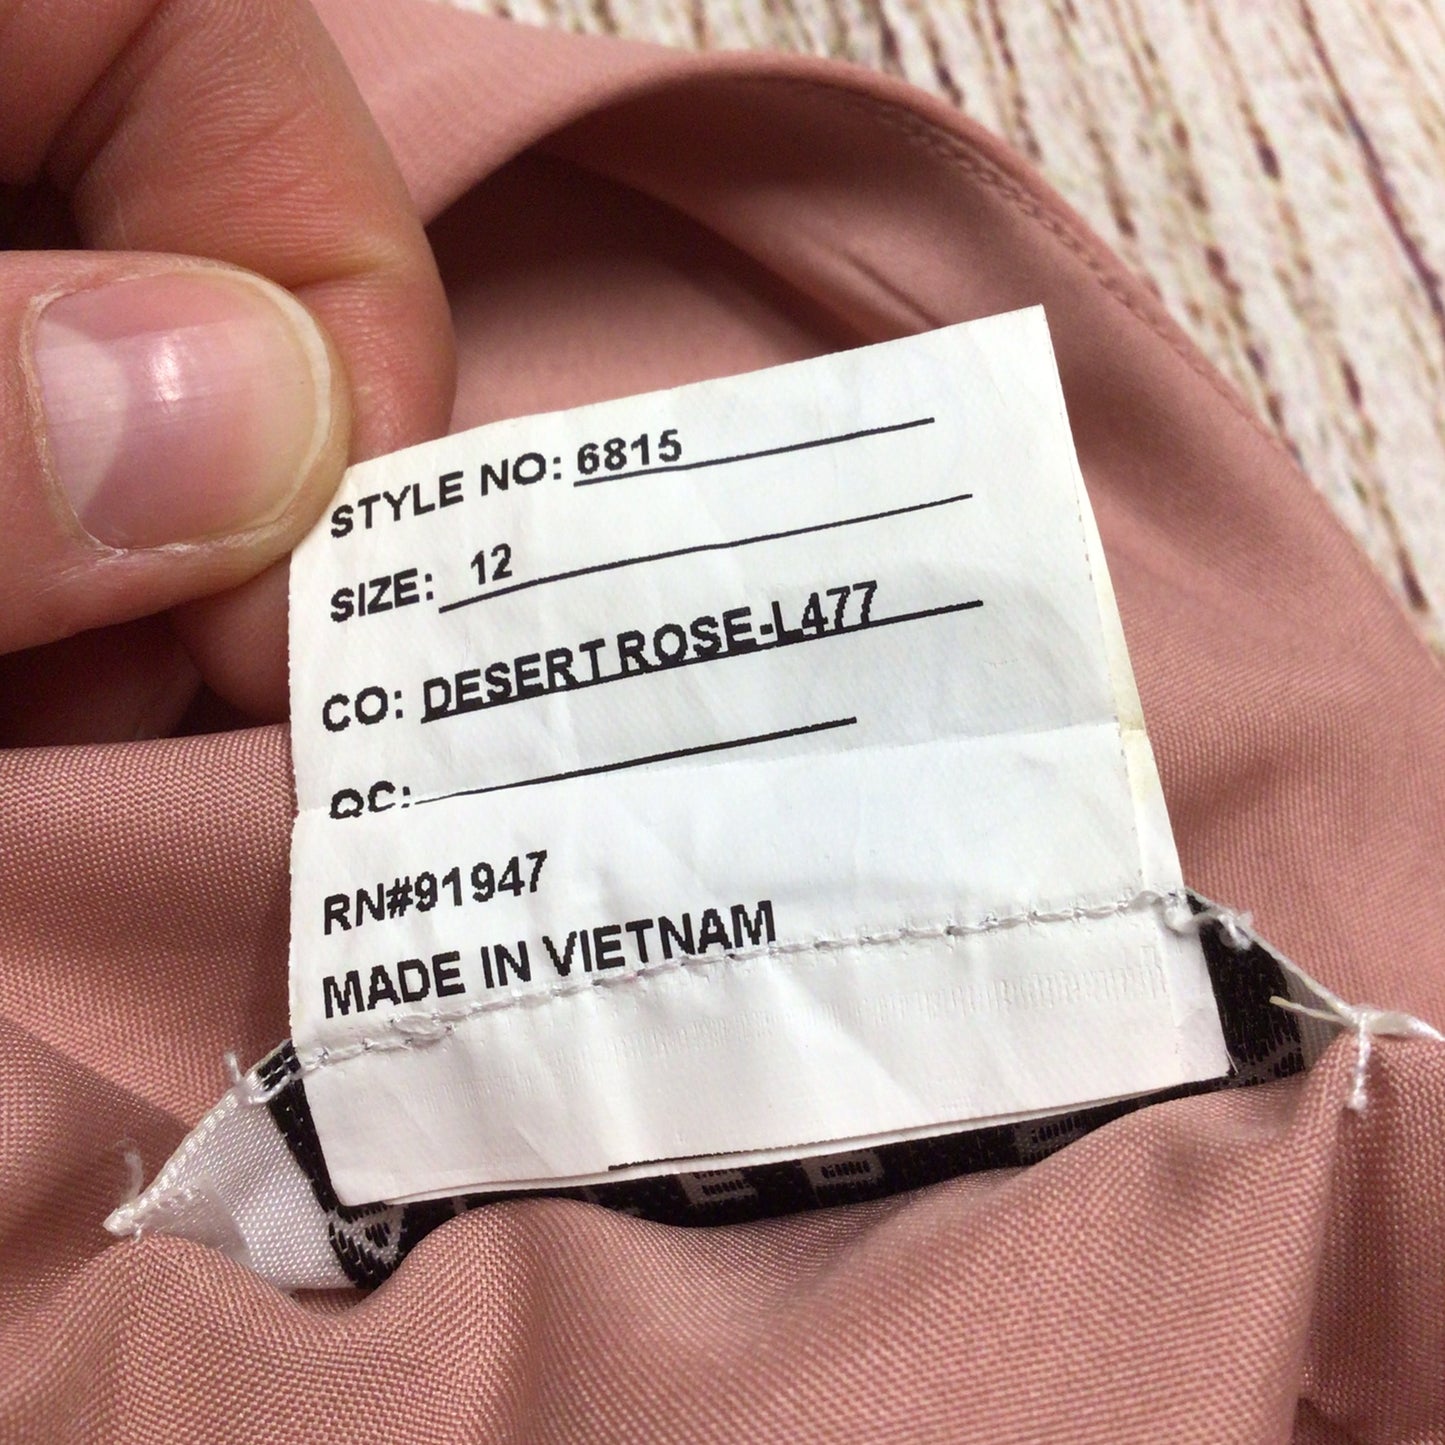 STYLE NO: 6815
SIZE: 12
CO: DESERT ROSE-L477
QC:
RN#91947
MADE IN VIETNAM